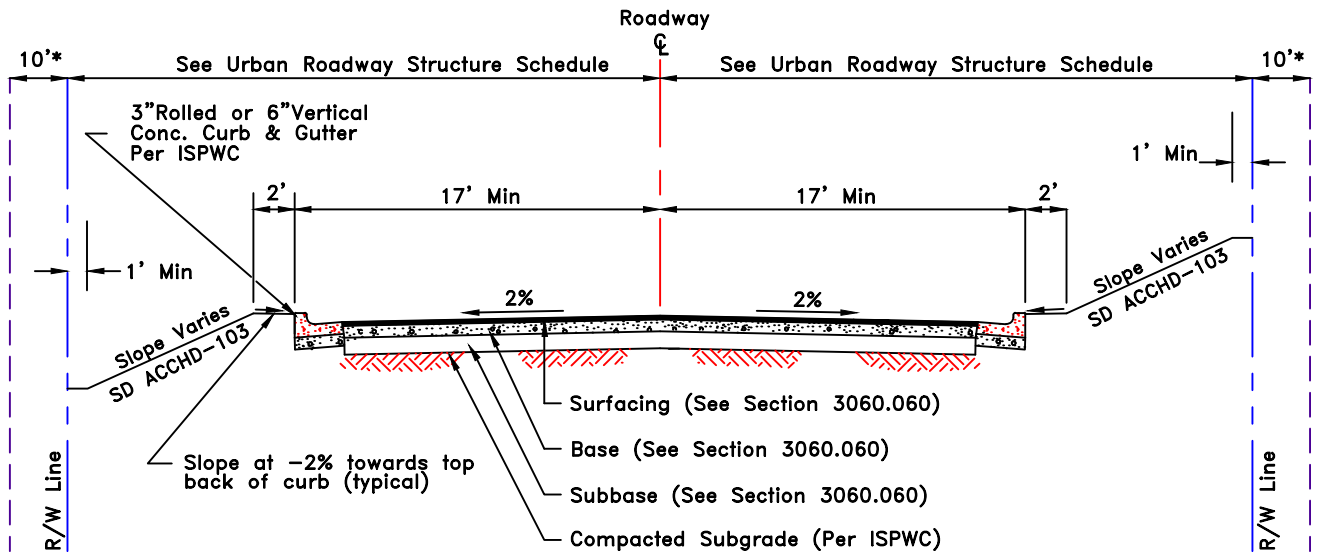 Roadway
℄
10'*
See Urban Roadway Structure Schedule
See Urban Roadway Structure Schedule
10'*
3"Rolled or 6"Vertical
Conc. Curb & Gutter
Per ISPWC
1' Min
2'
17' Min
17' Min
2'
1' Min
Slope Varies
SD ACCHD-103
Slope Varies
SD ACCHD-103
2%
2%
Surfacing (See Section 3060.060)
Base (See Section 3060.060)
Slope at -2% towards top
back of curb (typical)
Subbase (See Section 3060.060)
Compacted Subgrade (Per ISPWC)
R/W Line
R/W Line